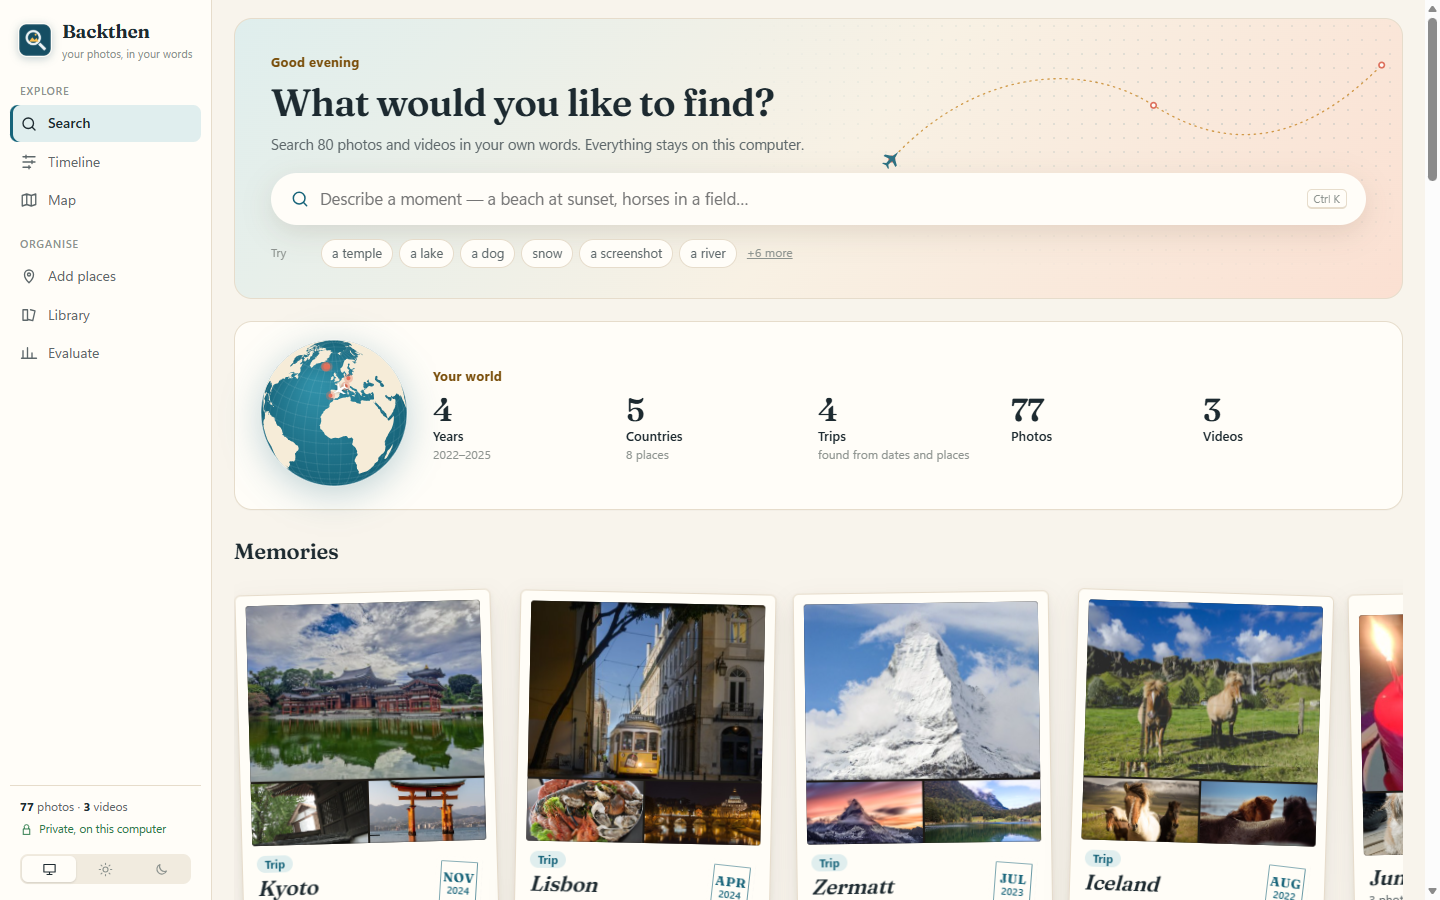 Backthen
your photos, in your words
EXPLORE
Search
Timeline
Map
ORGANISE
Add places
Library
Evaluate
77 photos · 3 videos
Private, on this computer
Good evening
What would you like to find?
Search 80 photos and videos in your own words. Everything stays on this computer.
Describe a moment — a beach at sunset, horses in a field...
Ctrl K
Try
a temple
a lake
a dog
snow
a screenshot
a river
+6 more
Your world
4
Years
2022–2025
5
Countries
8 places
4
Trips
found from dates and places
77
Photos
3
Videos
Memories
Trip
Kyoto
NOV
2024
Trip
Lisbon
APR
2024
Trip
Zermatt
JUL
2023
Trip
Iceland
AUG
2022